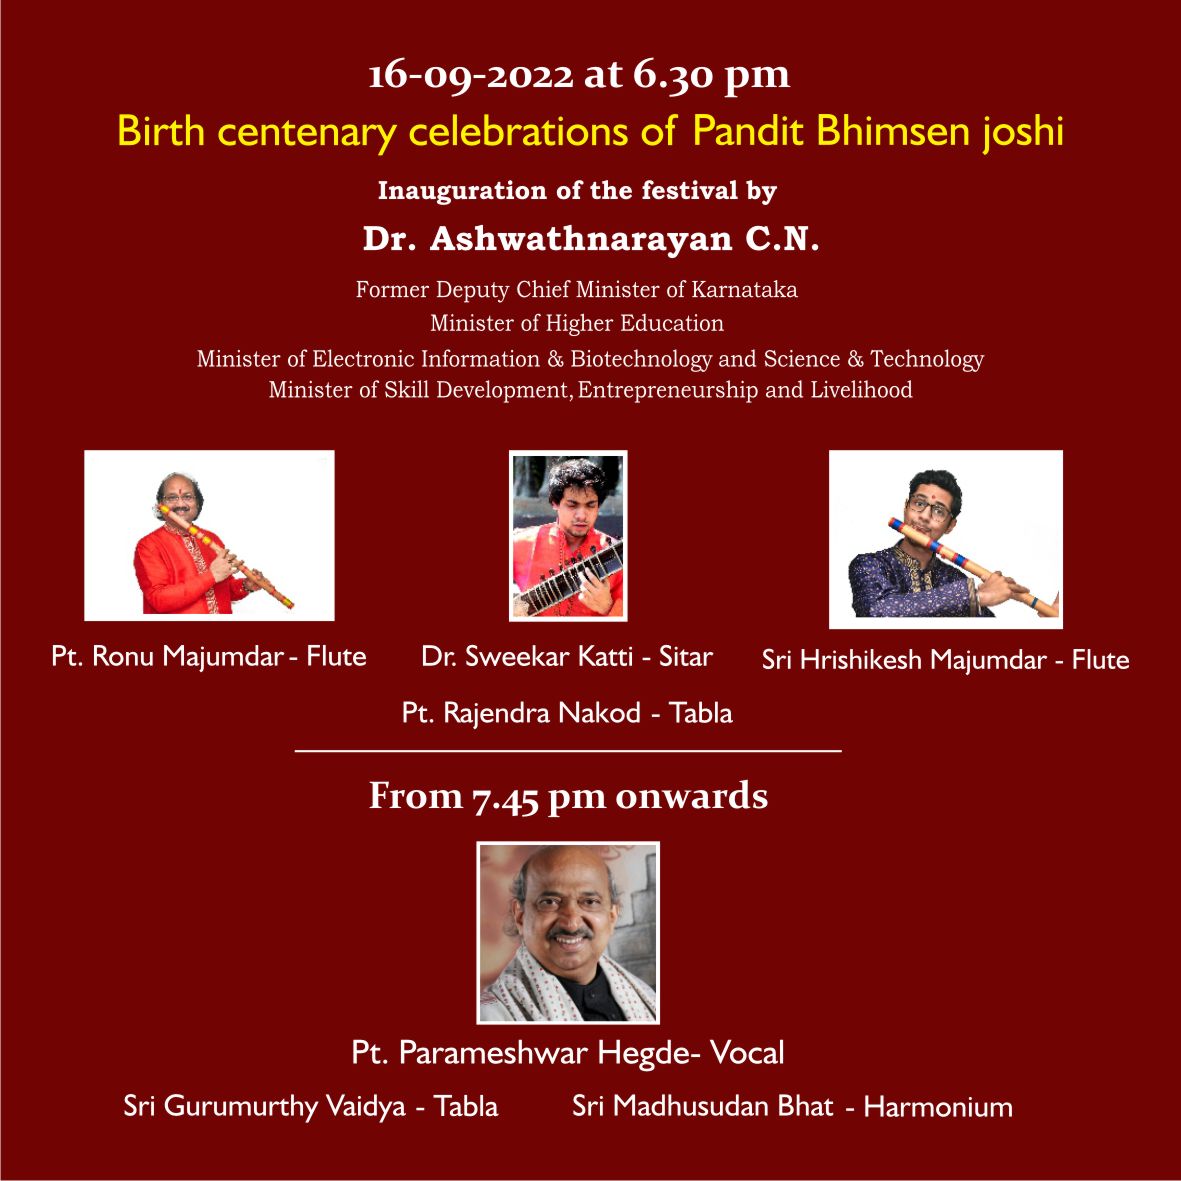 16-09-2022 at 6.30 pm
Birth centenary celebrations of Pandit Bhimsen joshi
Inauguration of the festival by
Dr. Ashwathnarayan C.N.
Former Deputy Chief Minister of Karnataka
Minister of Higher Education
Minister of Electronic Information & Biotechnology and Science & Technology
Minister of Skill Development, Entrepreneurship and Livelihood
Pt. Ronu Majumdar - Flute
Dr. Sweekar Katti - Sitar
Sri Hrishikesh Majumdar - Flute
Pt. Rajendra Nakod - Tabla
From 7.45 pm onwards
Pt. Parameshwar Hegde- Vocal
Sri Gurumurthy Vaidya - Tabla
Sri Madhusudan Bhat - Harmonium